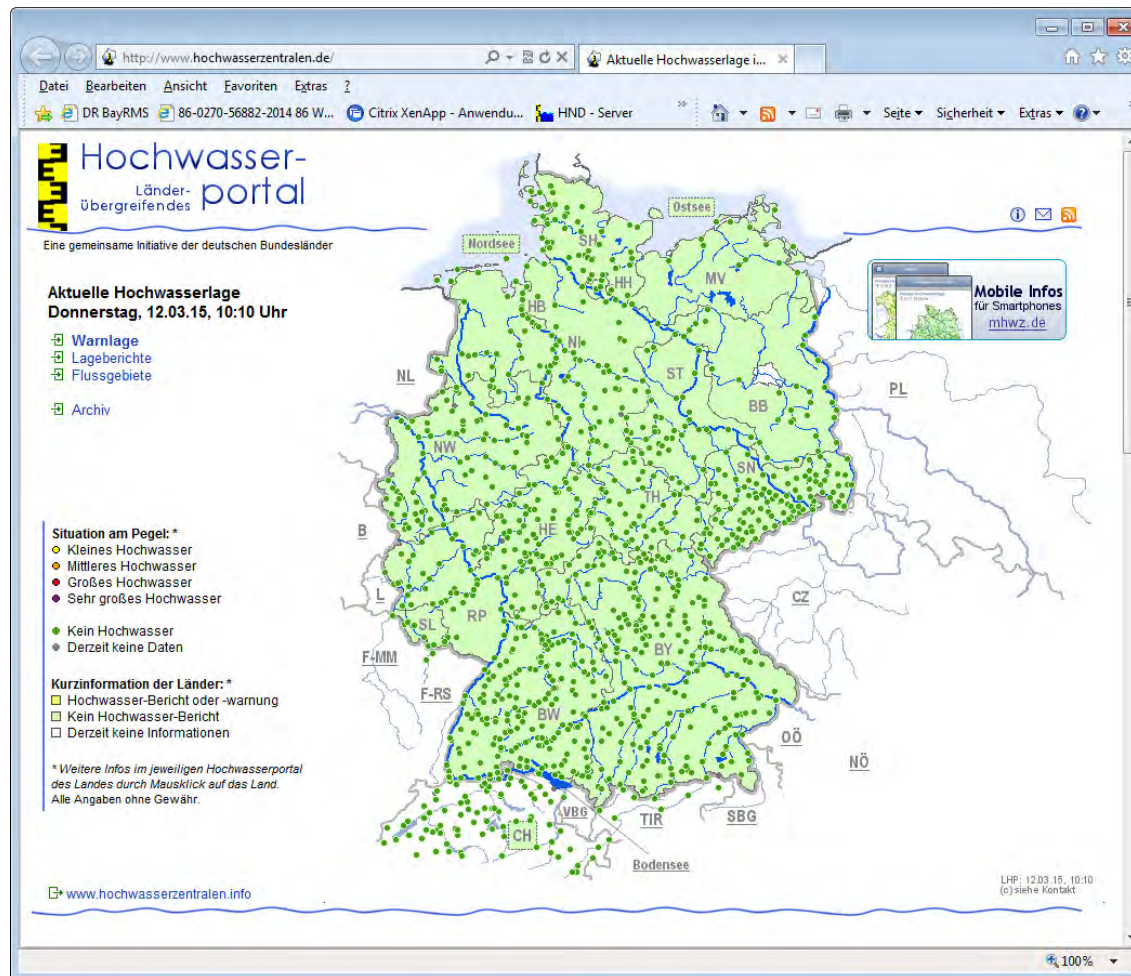 http://www.hochwasserzentralen.de/
Aktuelle Hochwasserlage i...
Datei Bearbeiten Ansicht Favoriten Extras ?
DR BayRMS 86-0270-56882-2014 86 W... Citrix XenApp - Anwendu... HND - Server
Seite Sicherheit Extras
Hochwasser-
Länder-
übergreifendes portal
Eine gemeinsame Initiative der deutschen Bundesländer
Aktuelle Hochwasserlage
Donnerstag, 12.03.15, 10:10 Uhr
Warnlage
Lageberichte
Flussgebiete
Archiv
Mobile Infos
für Smartphones
mhwz.de
Ostsee
Nordsee
SH
HH
MV
HB
NI
ST
BB
NL
PL
NW
SN
TH
HE
B
L
CZ
SL
RP
BY
F-MM
F-RS
BW
OÖ
NÖ
VBG
TIR
SBG
CH
Bodensee
Situation am Pegel: *
Kleines Hochwasser
Mittleres Hochwasser
Großes Hochwasser
Sehr großes Hochwasser
Kein Hochwasser
Derzeit keine Daten
Kurzinformation der Länder: *
Hochwasser-Bericht oder -warnung
Kein Hochwasser-Bericht
Derzeit keine Informationen
* Weitere Infos im jeweiligen Hochwasserportal
des Landes durch Mausklick auf das Land.
Alle Angaben ohne Gewähr.
www.hochwasserzentralen.info
LHP: 12.03.15, 10:10
(c)siehe Kontakt
100%